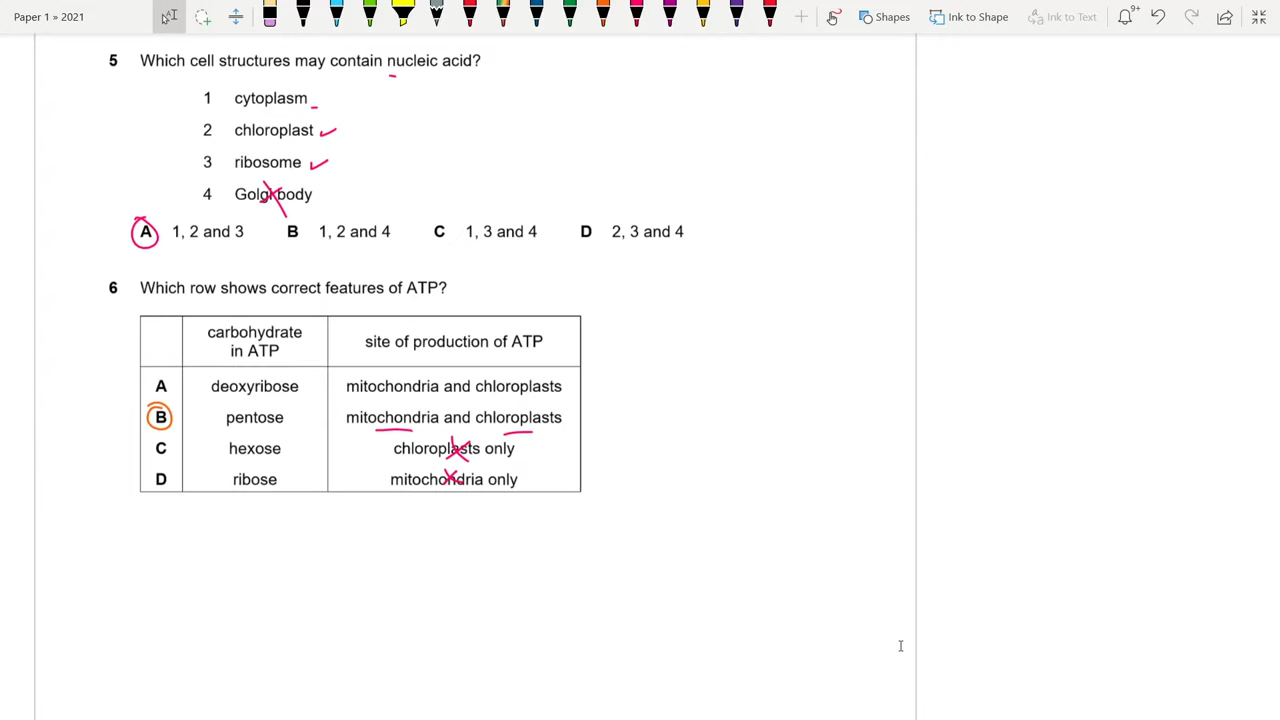 Paper 1 » 2021
Shapes Ink to Shape Ink to Text 9+
5 Which cell structures may contain nucleic acid?
1 cytoplasm
2 chloroplast
3 ribosome
4 Golgi body
A 1, 2 and 3 B 1, 2 and 4 C 1, 3 and 4 D 2, 3 and 4
6 Which row shows correct features of ATP?
carbohydrate
in ATP
site of production of ATP
A deoxyribose mitochondria and chloroplasts
B pentose mitochondria and chloroplasts
C hexose chloroplasts only
D ribose mitochondria only